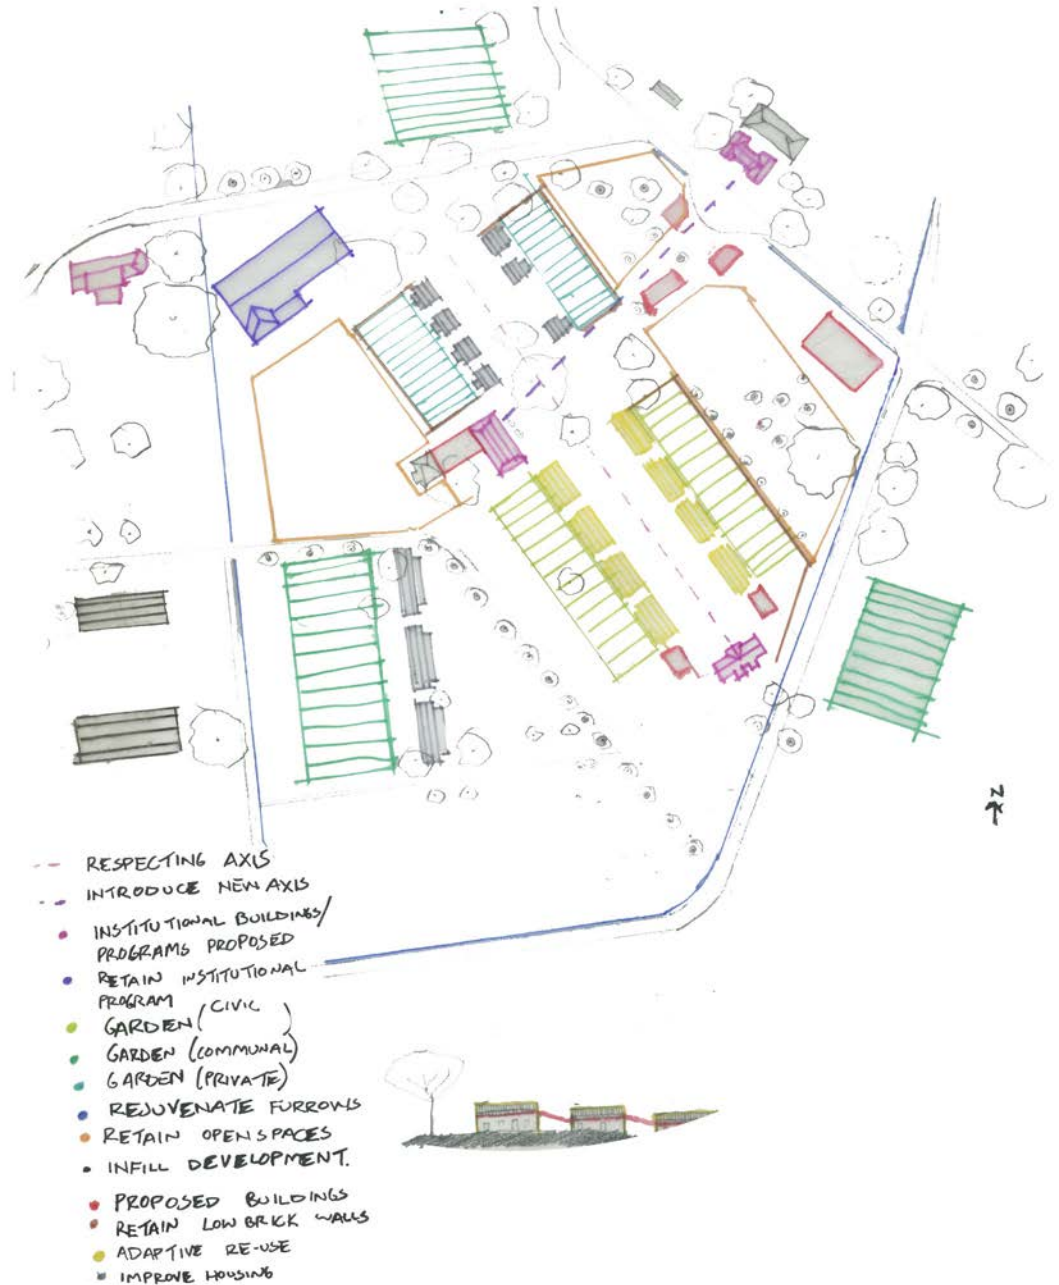 N
RESPECTING AXIS
INTRODUCE NEW AXIS
INSTITUTIONAL BUILDINGS/
PROGRAMS PROPOSED
RETAIN INSTITUTIONAL
PROGRAM
GARDEN (CIVIC)
GARDEN (COMMUNAL)
GARDEN (PRIVATE)
REJUVENATE FURROWS
RETAIN OPEN SPACES
INFILL DEVELOPMENT.
PROPOSED BUILDINGS
RETAIN LOW BRICK WALLS
ADAPTIVE RE-USE
IMPROVE HOUSING